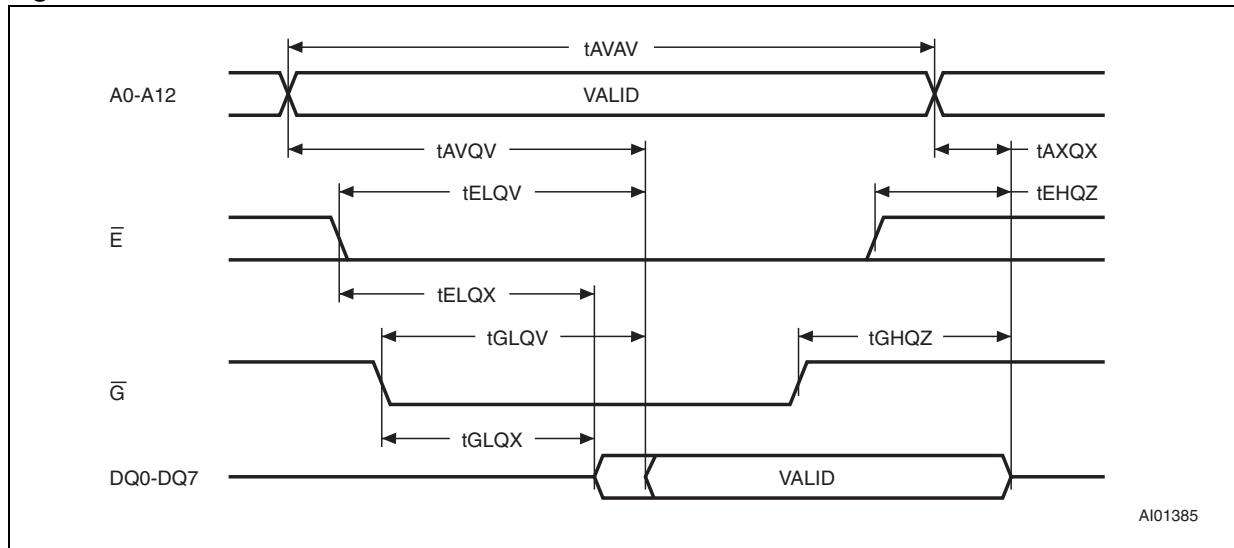 tAVAV
A0-A12
VALID
tAVQV
tAXQX
tELQV
tEHQZ
E̅
tELQX
tGLQV
tGHQZ
G̅
tGLQX
DQ0-DQ7
VALID
AI01385